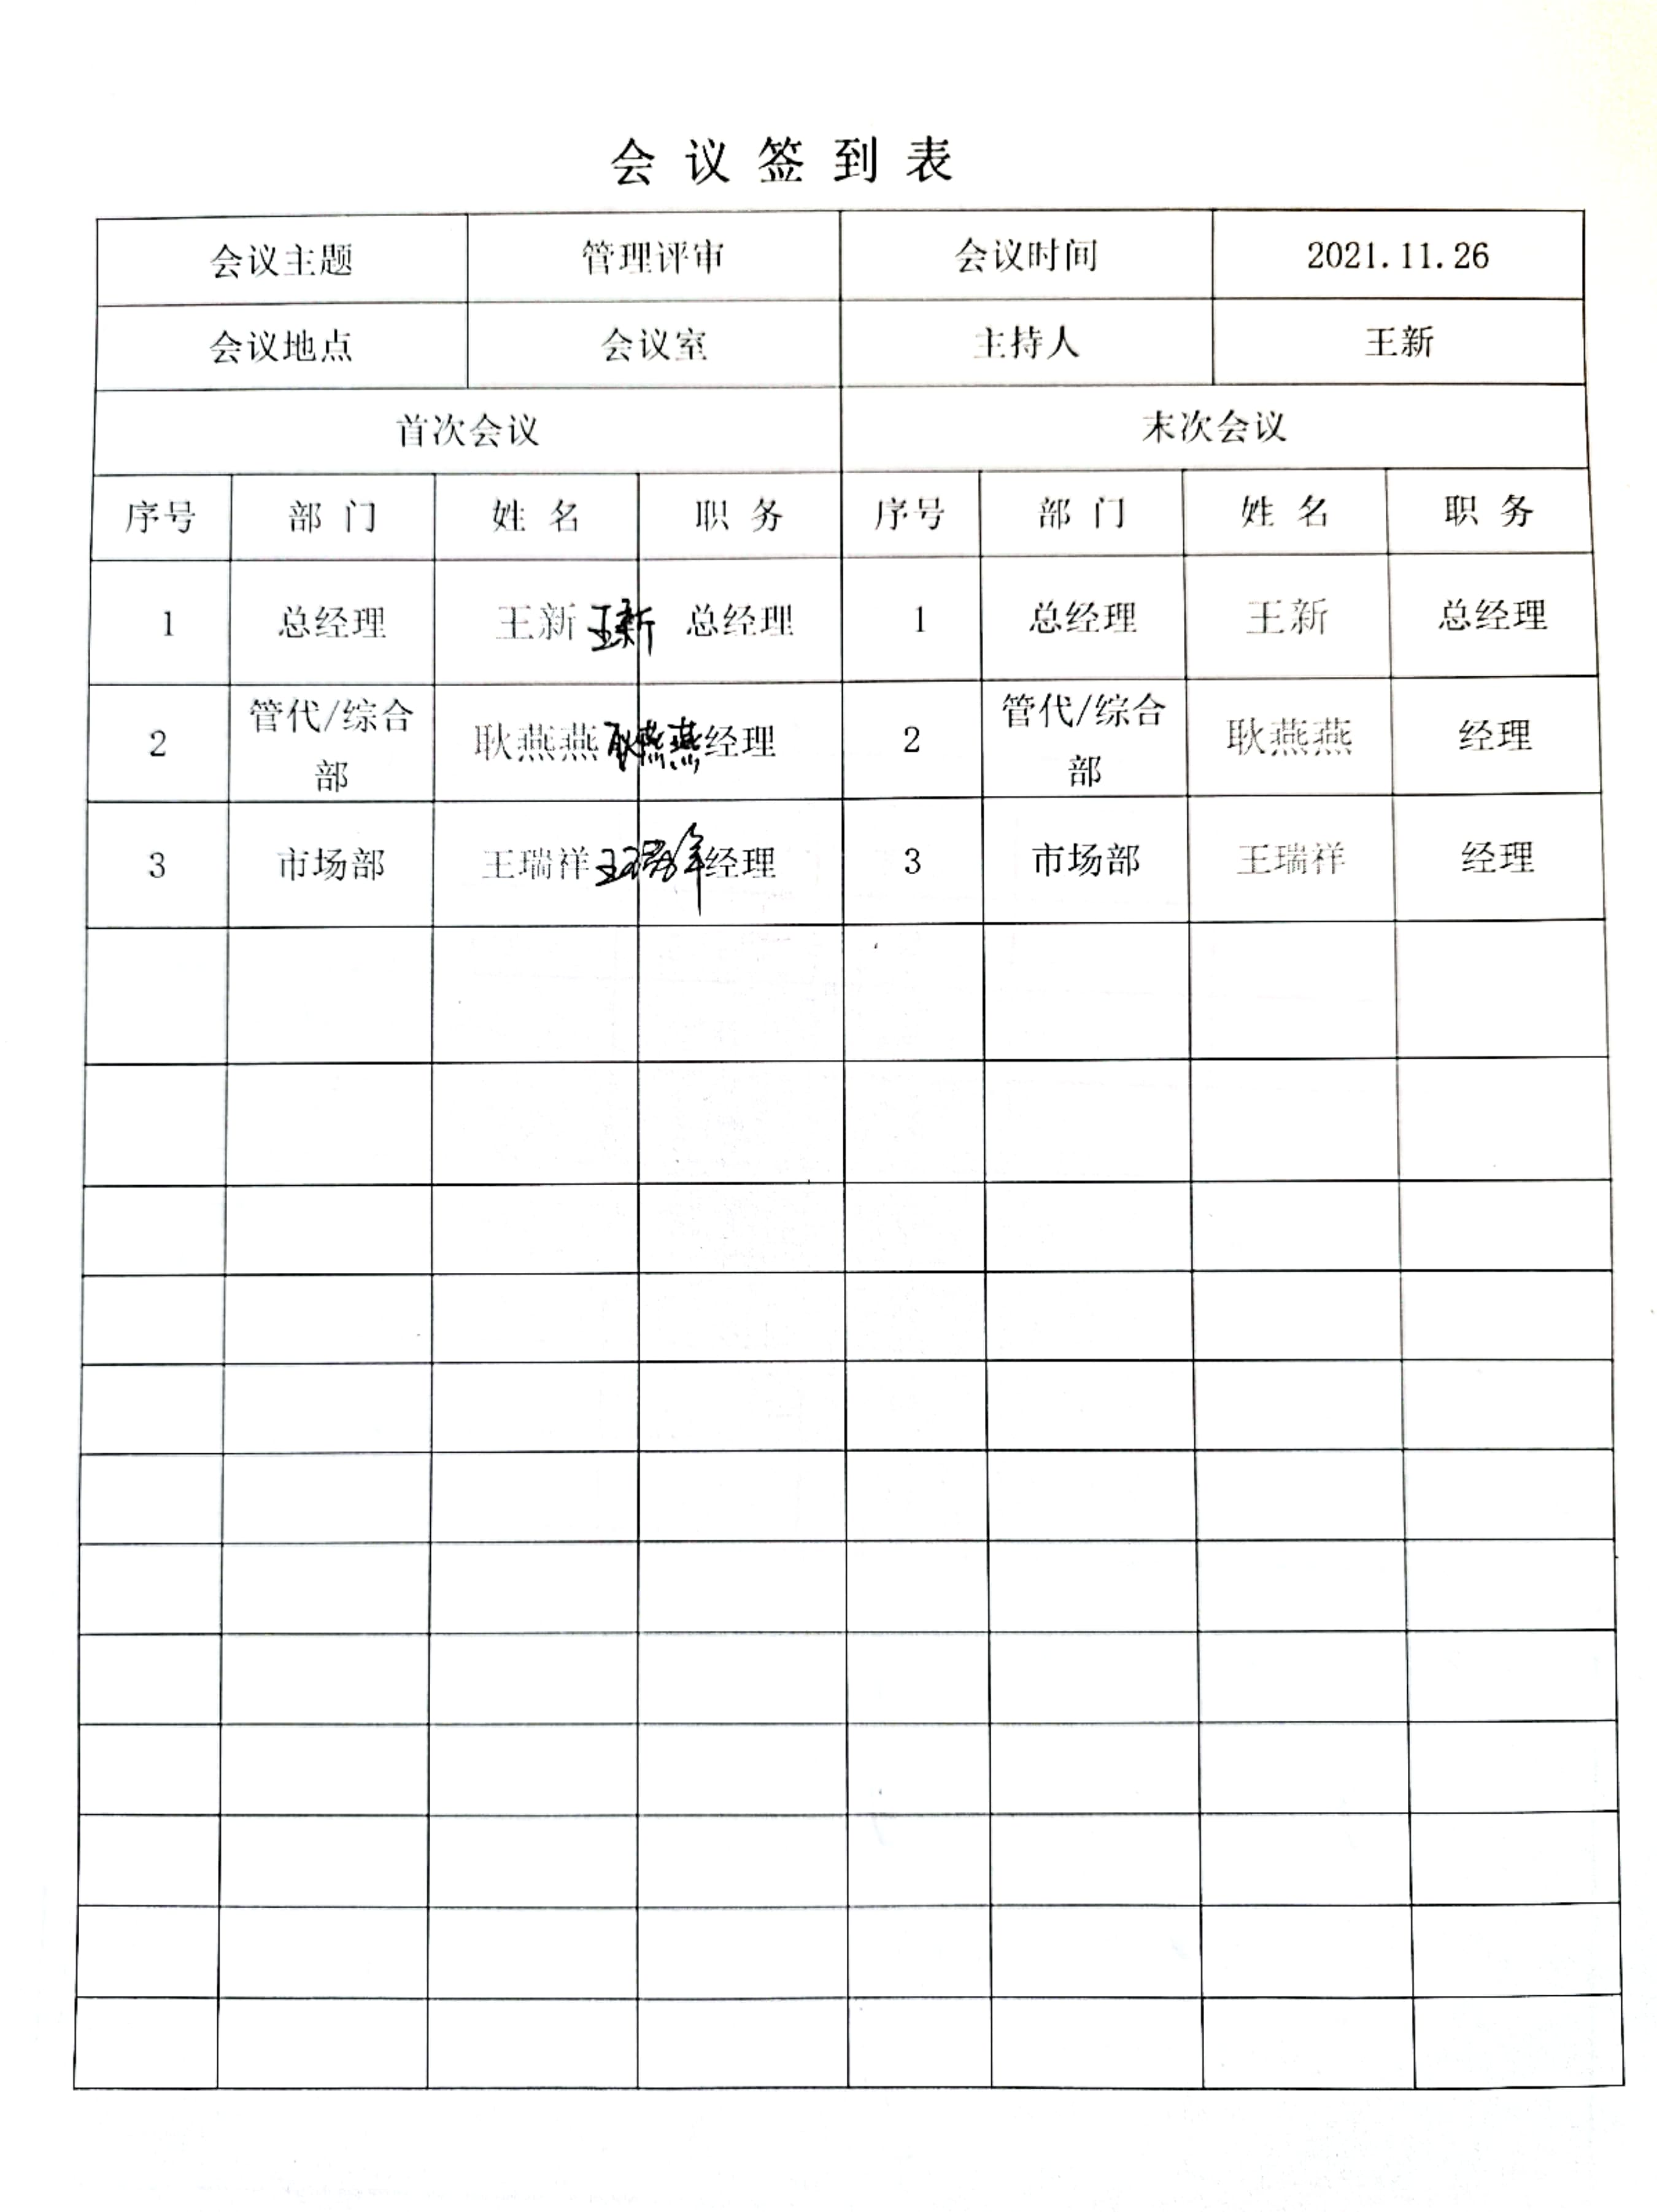 会议签到表
会议主题 管理评审 会议时间 2021.11.26
会议地点 会议室 主持人 王新
首次会议 末次会议
序号 部门 姓名 职务 序号 部门 姓名 职务
1 总经理 王新 王新 总经理 1 总经理 王新 总经理
2 管代/综合部 耿燕燕 耿燕燕 经理 2 管代/综合部 耿燕燕 经理
3 市场部 王瑞祥 王瑞祥 经理 3 市场部 王瑞祥 经理